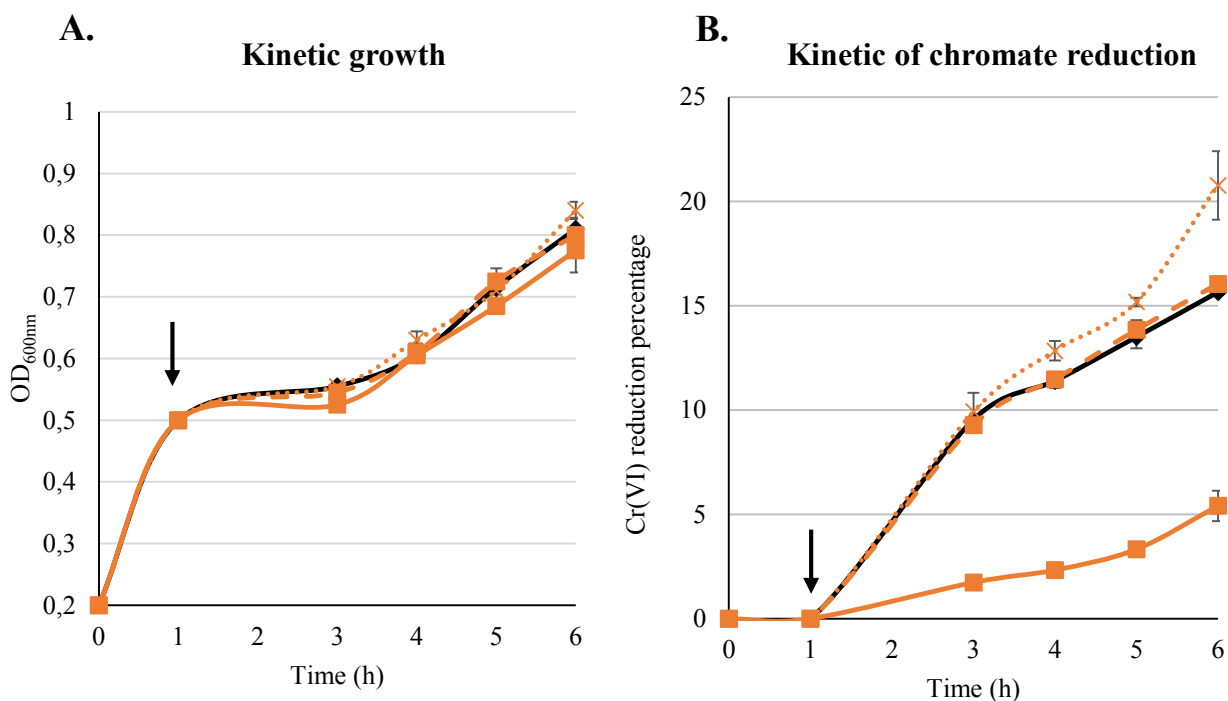 A.
Kinetic growth
1
0,9
0,8
0,7
0,6
0,5
0,4
0,3
0,2
OD600nm
0 1 2 3 4 5 6
Time (h)
B.
Kinetic of chromate reduction
25
20
15
10
5
0
Cr(VI) reduction percentage
0 1 2 3 4 5 6
Time (h)